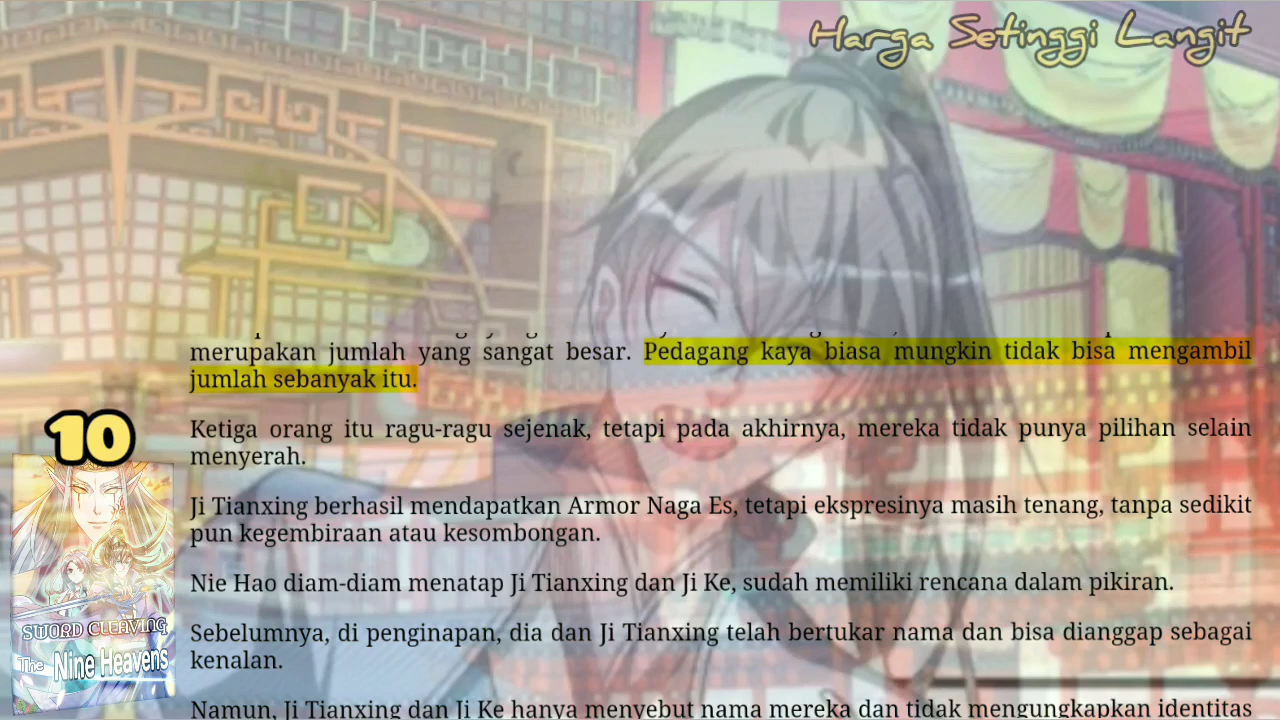 Harga Setinggi Langit
merupakan jumlah yang sangat besar. Pedagang kaya biasa mungkin tidak bisa mengambil
jumlah sebanyak itu.
Ketiga orang itu ragu-ragu sejenak, tetapi pada akhirnya, mereka tidak punya pilihan selain
menyerah.
Ji Tianxing berhasil mendapatkan Armor Naga Es, tetapi ekspresinya masih tenang, tanpa sedikit
pun kegembiraan atau kesombongan.
Nie Hao diam-diam menatap Ji Tianxing dan Ji Ke, sudah memiliki rencana dalam pikiran.
Sebelumnya, di penginapan, dia dan Ji Tianxing telah bertukar nama dan bisa dianggap sebagai
kenalan.
Namun, Ji Tianxing dan Ji Ke hanya menyebut nama mereka dan tidak mengungkapkan identitas
10
SWORD CLEAVING
The Nine Heavens